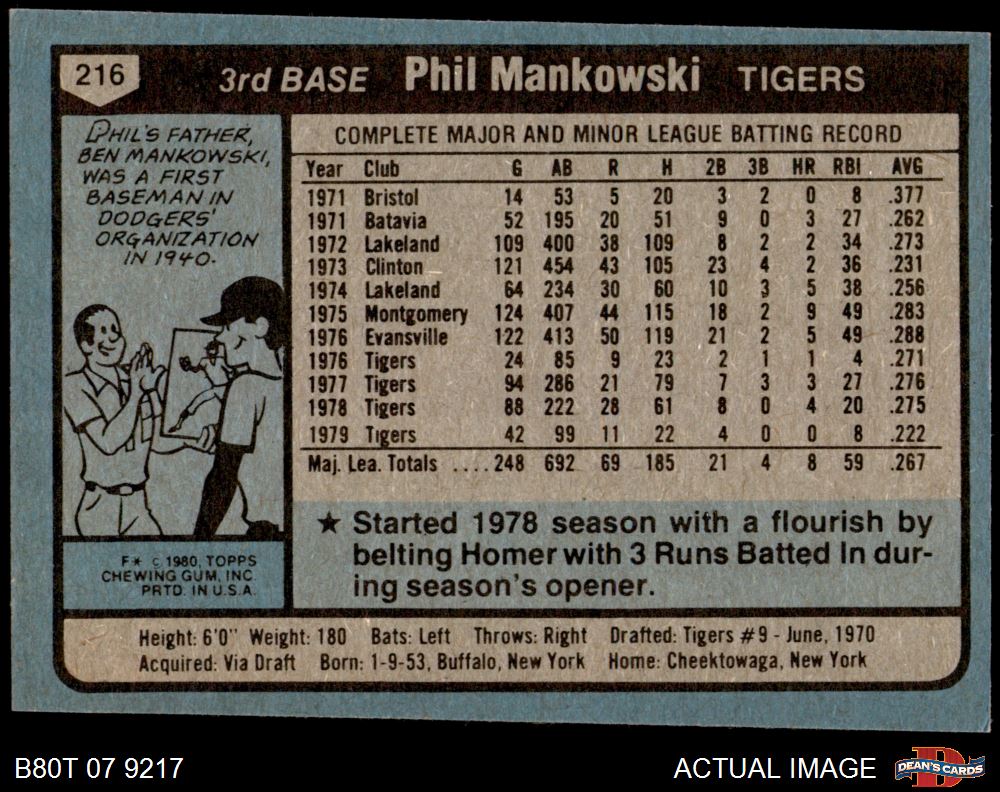 216
3rd BASE Phil Mankowski TIGERS
PHIL'S FATHER,
BEN MANKOWSKI,
WAS A FIRST
BASEMAN IN
DODGERS'
ORGANIZATION
IN 1940.
F* © 1980, TOPPS
CHEWING GUM, INC.
PRTD. IN U.S.A.
COMPLETE MAJOR AND MINOR LEAGUE BATTING RECORD
Year Club G AB R H 2B 3B HR RBI AVG
1971 Bristol 14 53 5 20 3 2 0 8 .377
1971 Batavia 52 195 20 51 9 0 3 27 .262
1972 Lakeland 109 400 38 109 8 2 2 34 .273
1973 Clinton 121 454 43 105 23 4 2 36 .231
1974 Lakeland 64 234 30 60 10 3 5 38 .256
1975 Montgomery 124 407 44 115 18 2 9 49 .283
1976 Evansville 122 413 50 119 21 2 5 49 .288
1976 Tigers 24 85 9 23 2 1 1 4 .271
1977 Tigers 94 286 21 79 7 3 3 27 .276
1978 Tigers 88 222 28 61 8 0 4 20 .275
1979 Tigers 42 99 11 22 4 0 0 8 .222
Maj. Lea. Totals ....248 692 69 185 21 4 8 59 .267
★ Started 1978 season with a flourish by
belting Homer with 3 Runs Batted In dur-
ing season's opener.
Height: 6'0" Weight: 180 Bats: Left Throws: Right Drafted: Tigers #9 - June, 1970
Acquired: Via Draft Born: 1-9-53, Buffalo, New York Home: Cheektowaga, New York
B80T 07 9217
ACTUAL IMAGE
D
DEAN'S CARDS